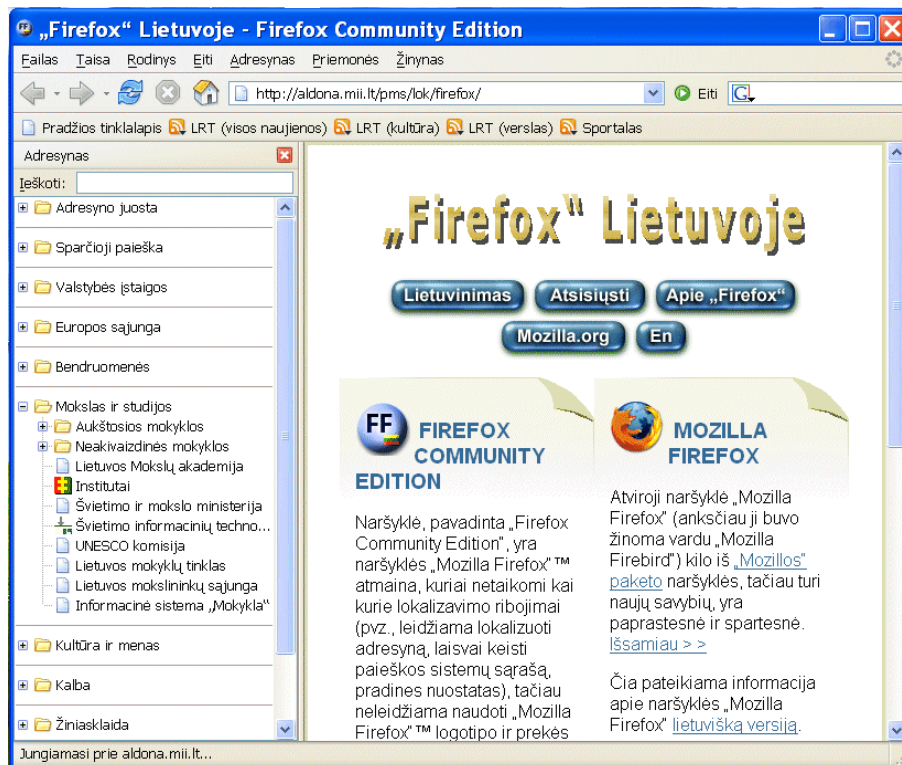 „Firefox“ Lietuvoje - Firefox Community Edition
Failas Taisa Rodinys Eiti Adresynas Priemonės Žinynas
http://aldona.mii.lt/pms/lok/firefox/ Eiti G
Pradžios tinklalapis LRT (visos naujienos) LRT (kultūra) LRT (verslas) Sportalas
Adresynas
Ieškoti:
Adresyno juosta
Sparčioji paieška
Valstybės įstaigos
Europos sąjunga
Bendruomenės
Mokslas ir studijos
Aukštosios mokyklos
Neakivaizdinės mokyklos
Lietuvos Mokslų akademija
Institutai
Švietimo ir mokslo ministerija
Švietimo informacinių techno...
UNESCO komisija
Lietuvos mokyklų tinklas
Lietuvos mokslininkų sąjunga
Informacinė sistema „Mokykla“
Kultūra ir menas
Kalba
Žiniasklaida
„Firefox“ Lietuvoje
Lietuvinimas Atsisiųsti Apie „Firefox“
Mozilla.org En
FF FIREFOX
COMMUNITY
EDITION
Naršyklė, pavadinta „Firefox
Community Edition“, yra
naršyklės „Mozilla Firefox“™
atmaina, kuriai netaikomi kai
kurie lokalizavimo ribojimai
(pvz., leidžiama lokalizuoti
adresyną, laisvai keisti
paieškos sistemų sąrašą,
pradines nuostatas), tačiau
neleidžiama naudoti „Mozilla
Firefox“™ logotipo ir prekės
MOZILLA
FIREFOX
Atviroji naršyklė „Mozilla
Firefox“ (anksčiau ji buvo
žinoma vardu „Mozilla
Firebird“) kilo iš „Mozillos“
paketo naršyklės, tačiau turi
naujų savybių, yra
paprastesnė ir spartesnė.
Išsamiau > >
Čia pateikiama informacija
apie naršyklės „Mozilla
Firefox“ lietuvišką versiją.
Jungiamasi prie aldona.mii.lt...